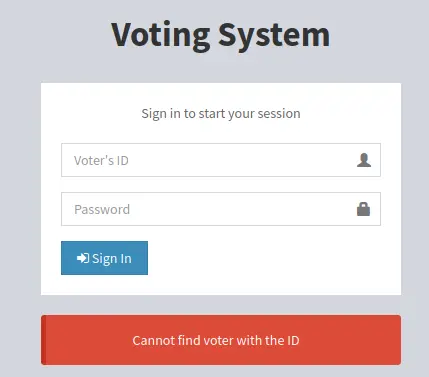 Voting System
Sign in to start your session
Voter's ID
Password
Sign In
Cannot find voter with the ID